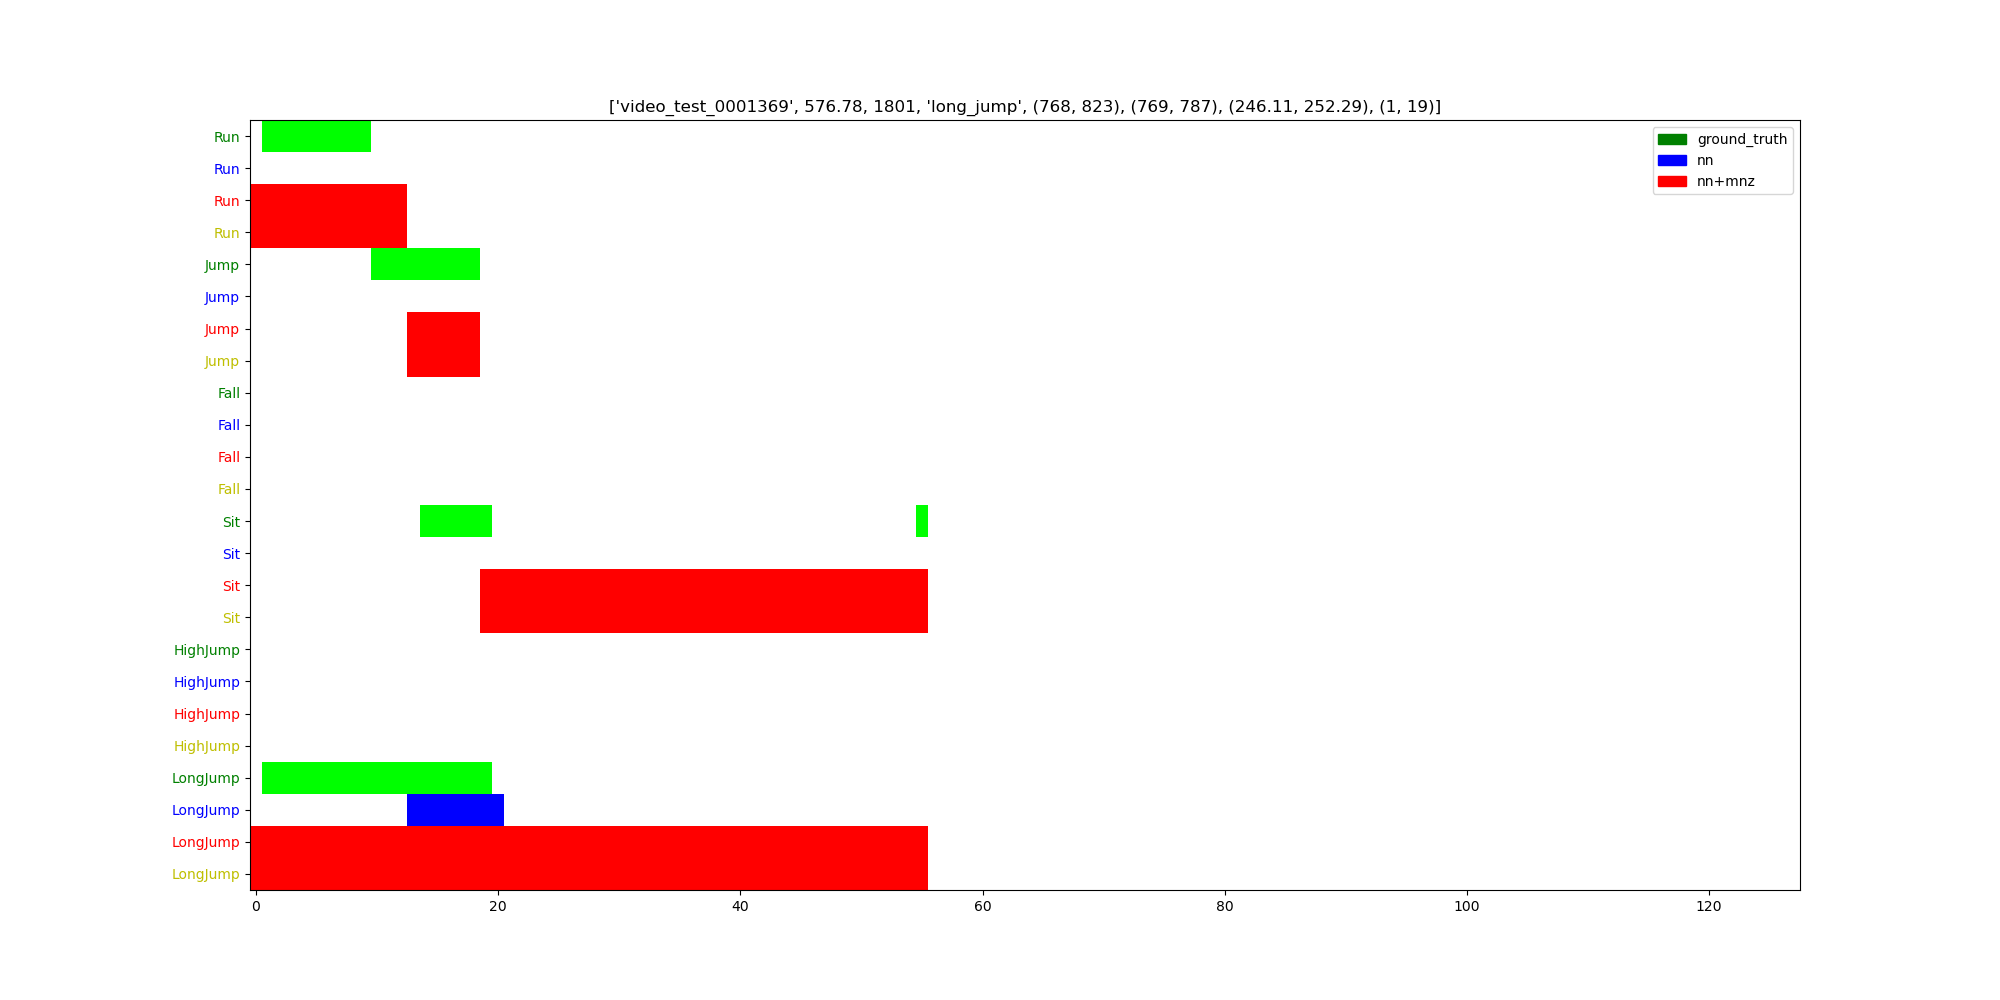 ['video_test_0001369', 576.78, 1801, 'long_jump', (768, 823), (769, 787), (246.11, 252.29), (1, 19)]
ground_truth
nn
nn+mnz
Run
Run
Run
Run
Jump
Jump
Jump
Jump
Fall
Fall
Fall
Fall
Sit
Sit
Sit
Sit
HighJump
HighJump
HighJump
HighJump
LongJump
LongJump
LongJump
LongJump
0 20 40 60 80 100 120